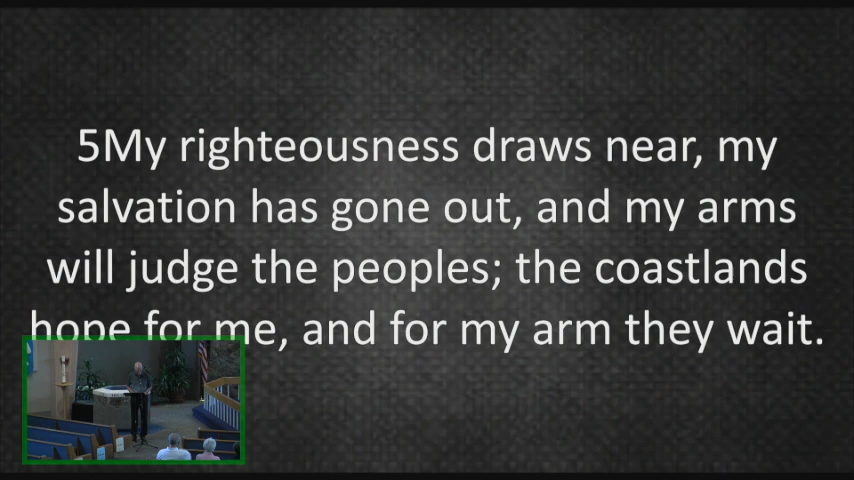 5My righteousness draws near, my
salvation has gone out, and my arms
will judge the peoples; the coastlands
hope for me, and for my arm they wait.